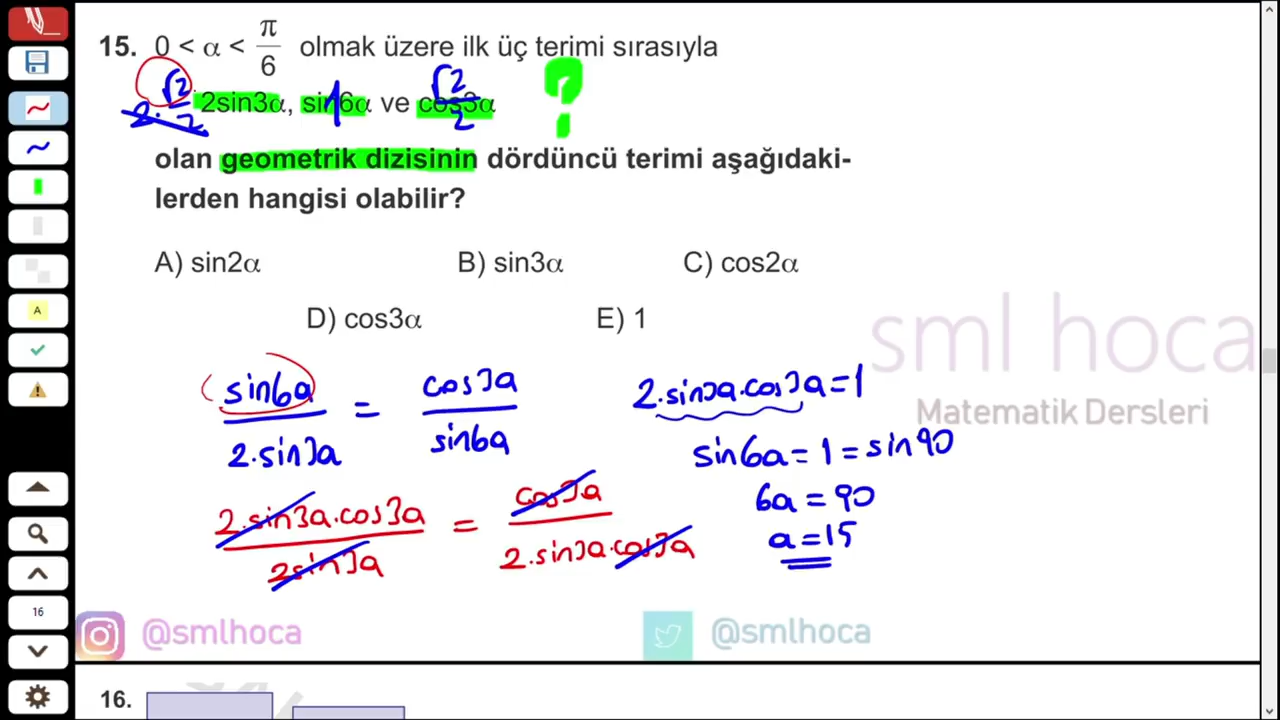 15. 0 < α < π/6 olmak üzere ilk üç terimi sırasıyla
2·√2/2 1 √2/2 ?
2sin3α, sin6α ve cos3α
olan geometrik dizisinin dördüncü terimi aşağıdaki-
lerden hangisi olabilir?
A) sin2α B) sin3α C) cos2α
D) cos3α E) 1
sml hoca
Matematik Dersleri
sin6a / 2·sin3a = cos3a / sin6a
2·sin3a·cos3a / 2sin3a = cos3a / 2·sin3a·cos3a
2·sin3a·cos3a=1
sin6a=1=sin90
6a=90
a=15
@smlhoca @smlhoca
16.
A
16